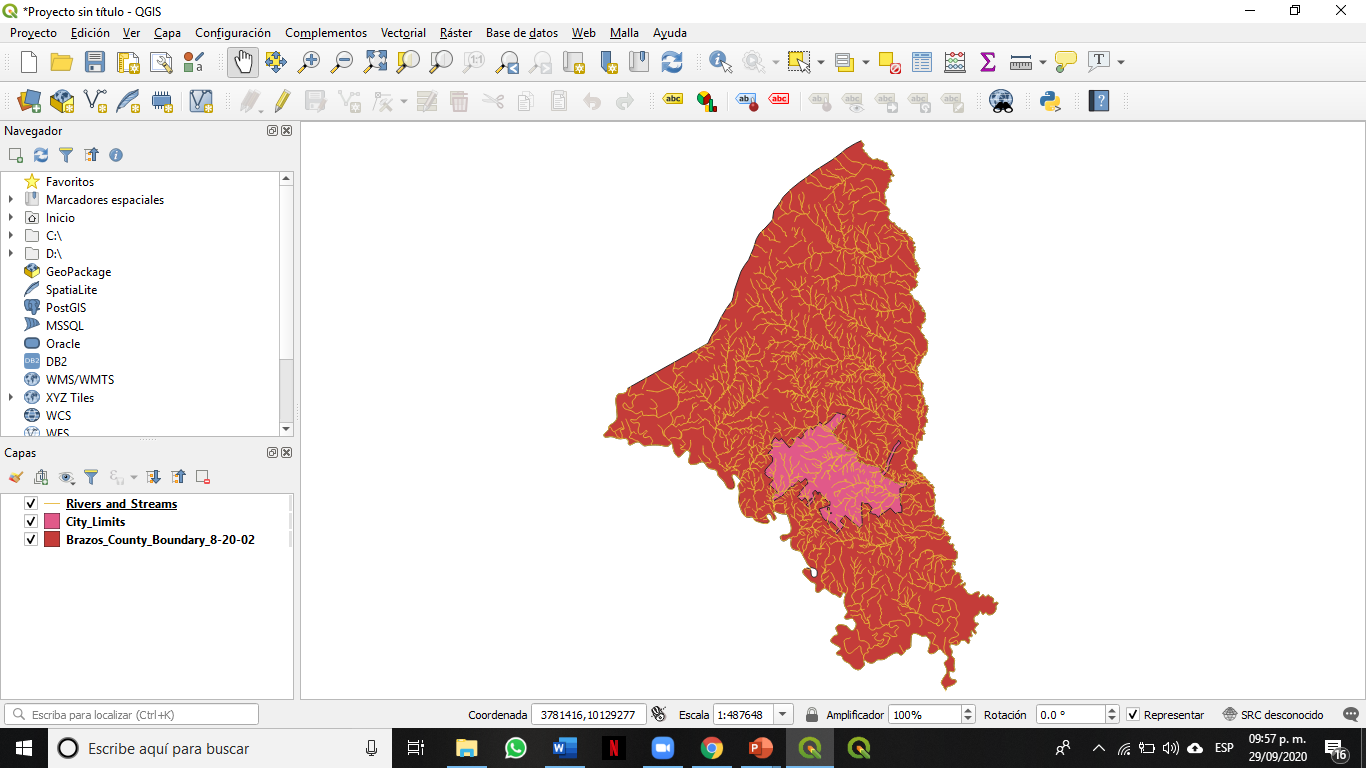 *Proyecto sin título - QGIS
Proyecto Edición Ver Capa Configuración Complementos Vectorial Ráster Base de datos Web Malla Ayuda
Navegador
Favoritos
Marcadores espaciales
Inicio
C:\
D:\
GeoPackage
SpatiaLite
PostGIS
MSSQL
Oracle
DB2
WMS/WMTS
XYZ Tiles
WCS
WFS
Capas
Rivers_and_Streams
City_Limits
Brazos_County_Boundary_8-20-02
Escriba para localizar (Ctrl+K)
Coordenada 3781416,10129277 Escala 1:487648 Amplificador 100% Rotación 0.0 ° Representar SRC desconocido
Escribe aquí para buscar
ESP
09:57 p. m.
29/09/2020
16